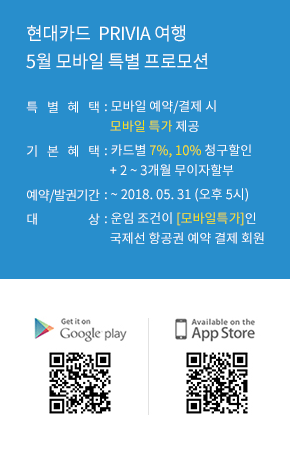 현대카드 PRIVIA 여행
5월 모바일 특별 프로모션
특 별 혜 택 : 모바일 예약/결제 시
모바일 특가 제공
기 본 혜 택 : 카드별 7%, 10% 청구할인
+ 2 ~ 3개월 무이자할부
예약/발권기간 : ~ 2018. 05. 31 (오후 5시)
대 상 : 운임 조건이 [모바일특가]인
국제선 항공권 예약 결제 회원
Get it on
Google play
Available on the
App Store